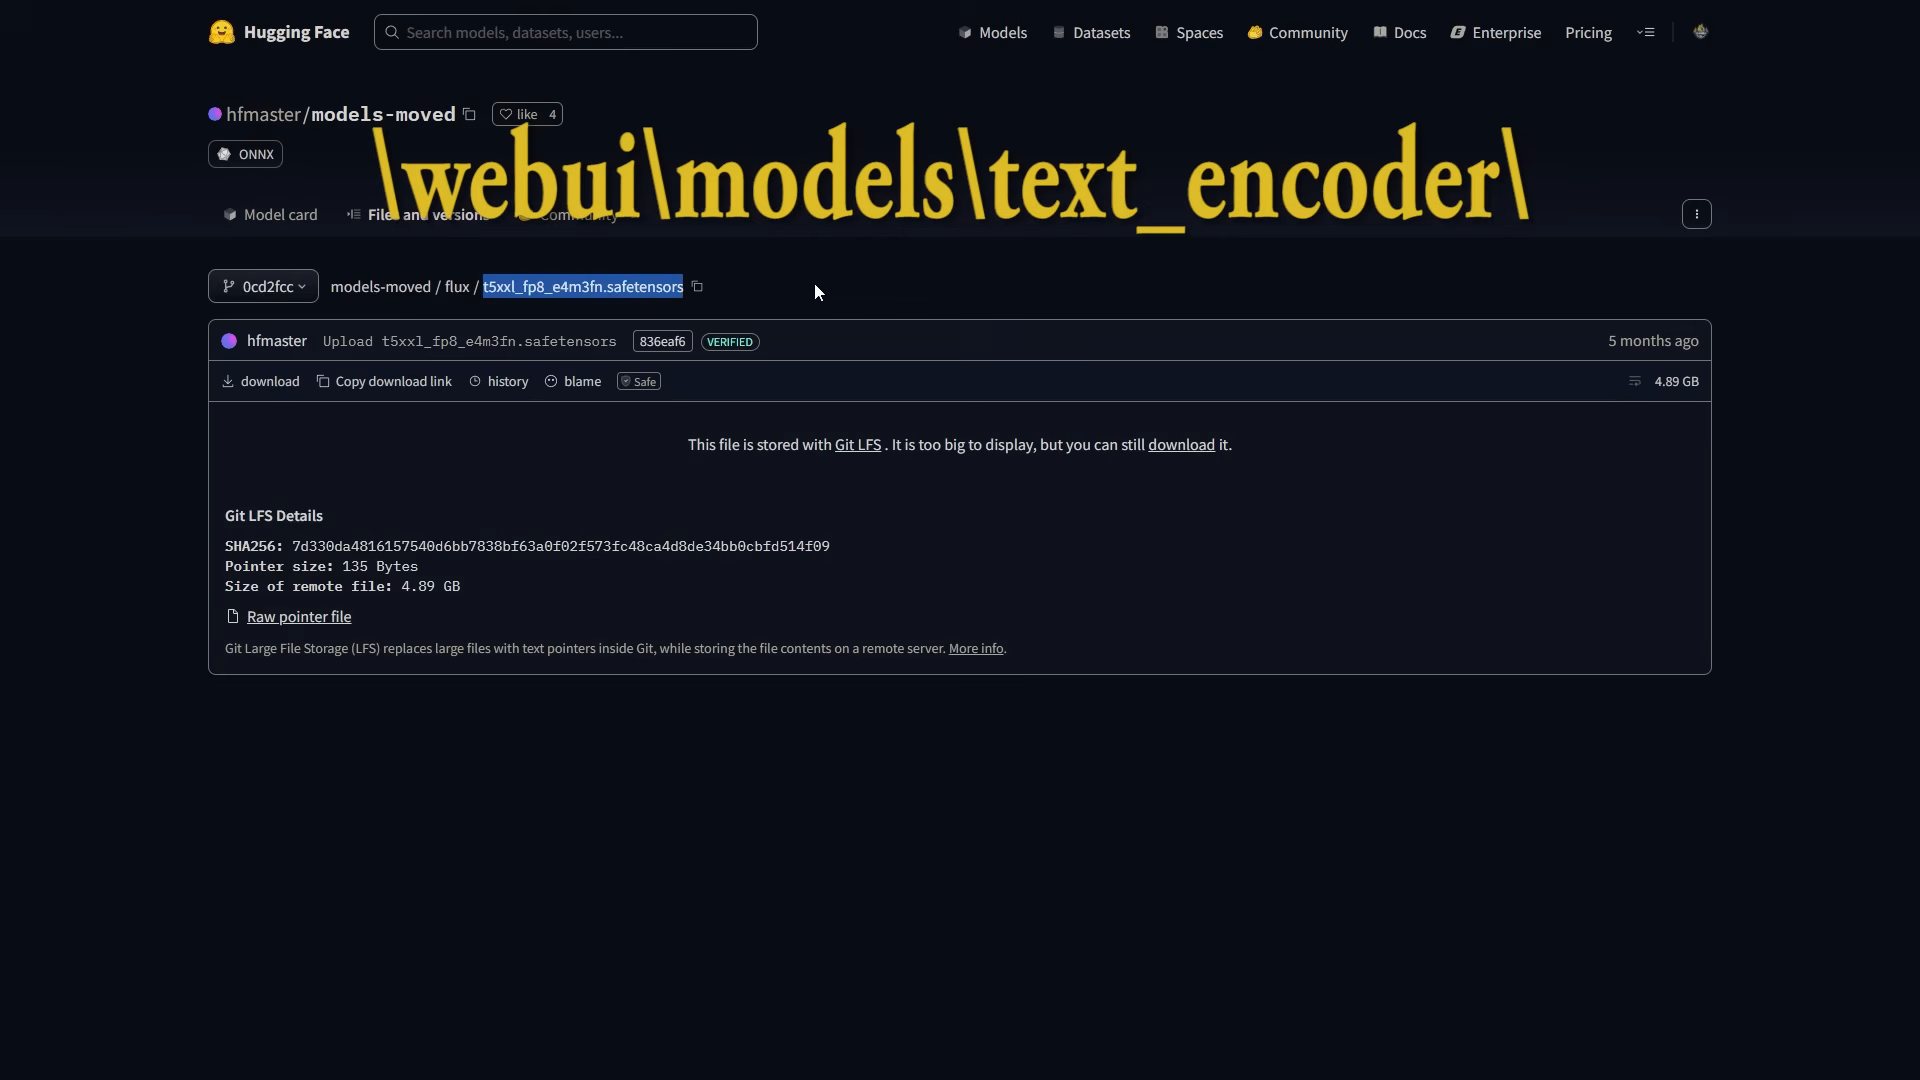 Hugging Face
Search models, datasets, users...
Models
Datasets
Spaces
Community
Docs
Enterprise
Pricing
hfmaster/models-moved
like 4
ONNX
\webui\models\text_encoder\
Model card
Files and versions
Community
0cd2fcc
models-moved / flux / t5xxl_fp8_e4m3fn.safetensors
hfmaster Upload t5xxl_fp8_e4m3fn.safetensors 836eaf6 VERIFIED 5 months ago
download Copy download link history blame Safe 4.89 GB
This file is stored with Git LFS . It is too big to display, but you can still download it.
Git LFS Details
SHA256: 7d330da4816157540d6bb7838bf63a0f02f573fc48ca4d8de34bb0cbfd514f09
Pointer size: 135 Bytes
Size of remote file: 4.89 GB
Raw pointer file
Git Large File Storage (LFS) replaces large files with text pointers inside Git, while storing the file contents on a remote server. More info.